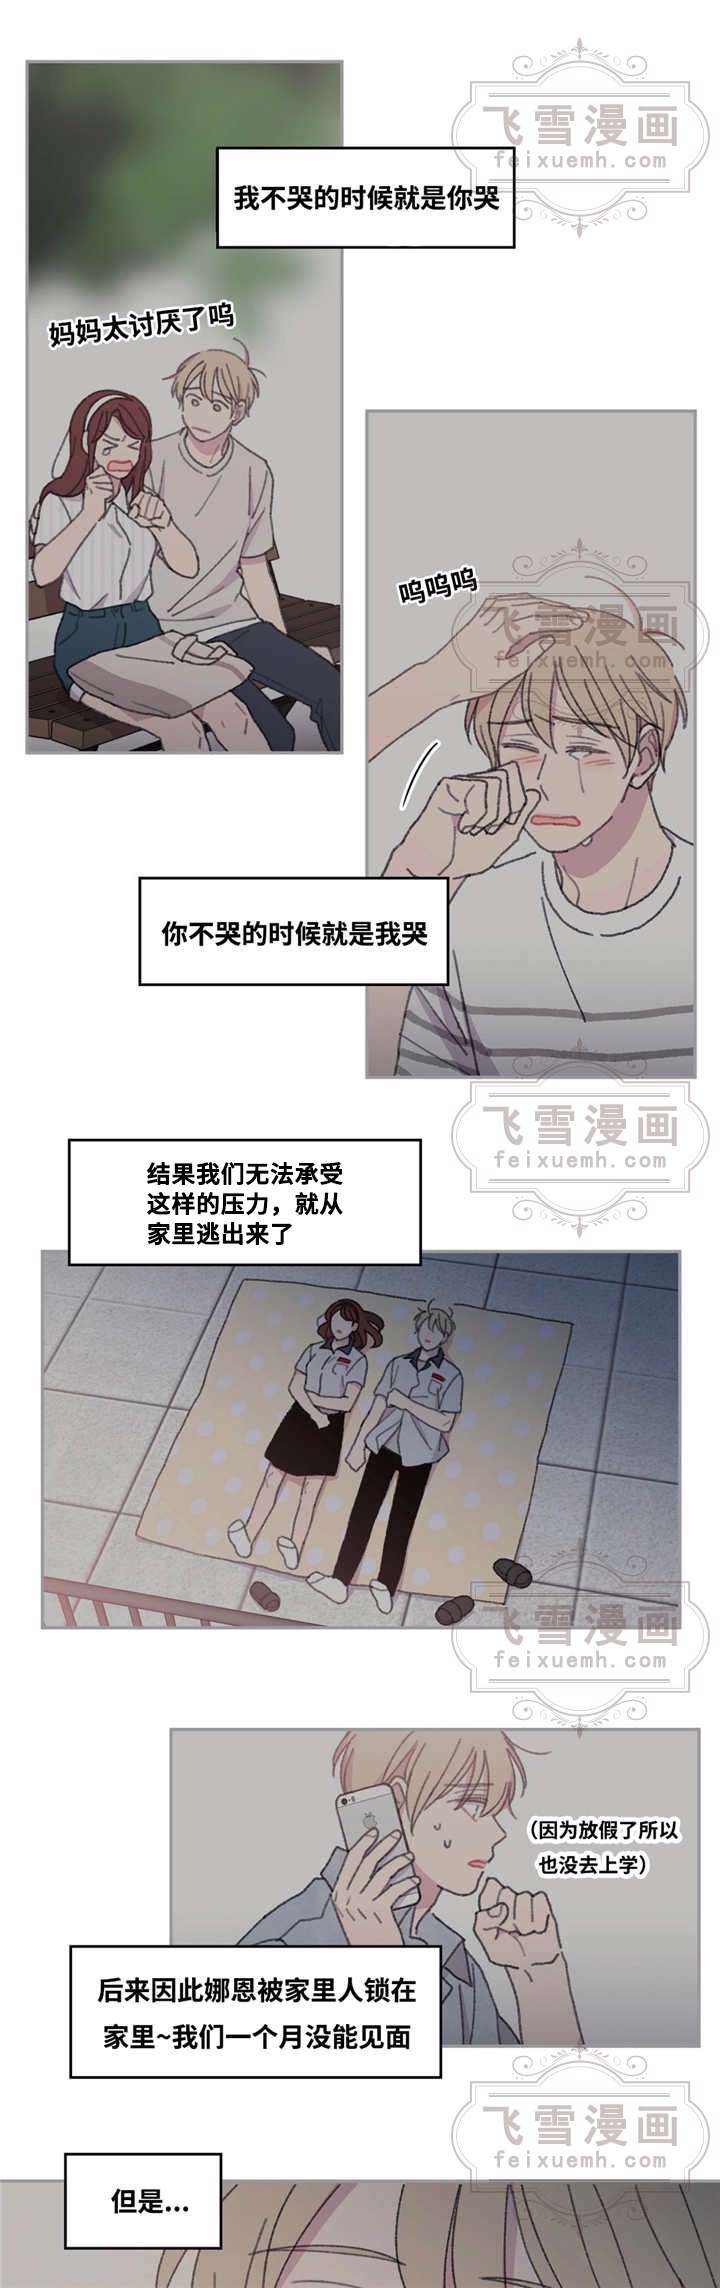 飞雪漫画
feixuemh.com
我不哭的时候就是你哭
妈妈太讨厌了呜
呜呜呜
飞雪漫画
feixuemh.com
你不哭的时候就是我哭
飞雪漫画
feixuemh.com
结果我们无法承受
这样的压力，就从
家里逃出来了
飞雪漫画
feixuemh.com
（因为放假了所以
也没去上学）
后来因此娜恩被家里人锁在
家里~我们一个月没能见面
飞雪漫画
feixuemh.com
但是...